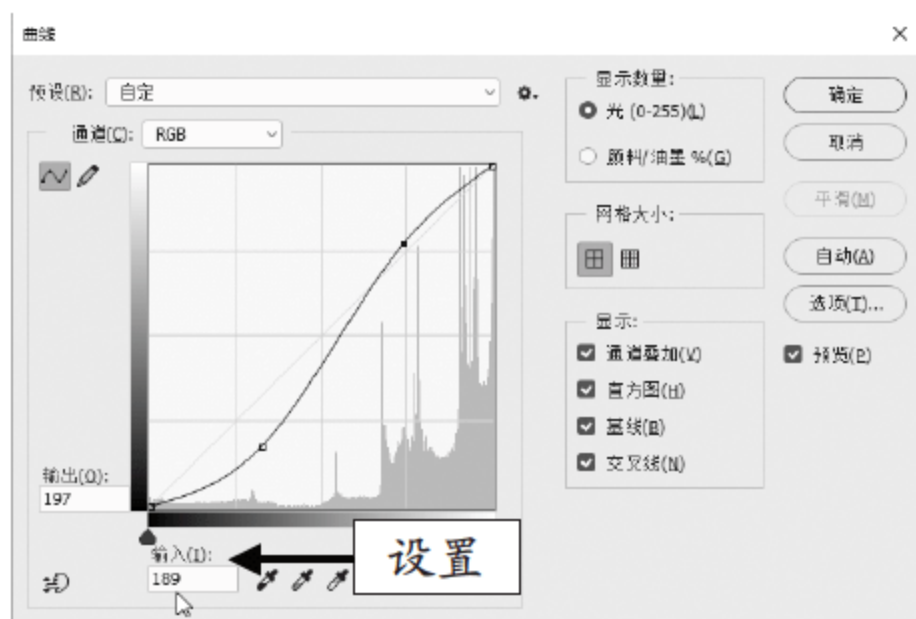 曲线
预设(R): 自定
通道(C): RGB
输出(O):
197
输入(I):
189
设置
显示数量:
光 (0-255)(L)
颜料/油墨 %(G)
网格大小:
显示:
通道叠加(V)
直方图(H)
基线(B)
交叉线(N)
确定
取消
平滑(M)
自动(A)
选项(T)...
预览(P)